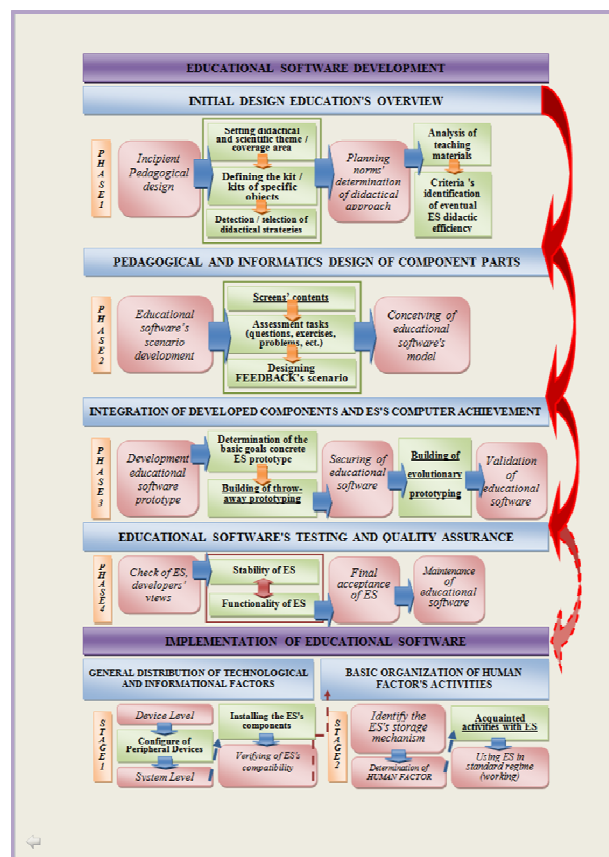 EDUCATIONAL SOFTWARE DEVELOPMENT
INITIAL DESIGN EDUCATION'S OVERVIEW
PHASE 1
Incipient
Pedagogical
design
Setting didactical
and scientific theme /
coverage area
Defining the kit /
kits of specific
objects
Detection / selection of
didactical strategies
Planning
norms'
determination
of didactical
approach
Analysis of
teaching
materials
Criteria 's
identification
of eventual
ES didactic
efficiency
PEDAGOGICAL AND INFORMATICS DESIGN OF COMPONENT PARTS
PHASE 2
Educational
software's
scenario
development
Screens' contents
Assessment tasks
(questions, exercises,
problems, ect.)
Designing
FEEDBACK's scenario
Conceiving of
educational
software's
model
INTEGRATION OF DEVELOPED COMPONENTS AND ES'S COMPUTER ACHIEVEMENT
PHASE 3
Development
educational
software
prototype
Determination of the
basic goals concrete
ES prototype
Building of throw-
away prototyping
Securing of
educational
software
Building of
evolutionary
prototyping
Validation
of
educational
software
EDUCATIONAL SOFTWARE'S TESTING AND QUALITY ASSURANCE
PHASE 4
Check of ES,
developers'
views
Stability of ES
Functionality of ES
Final
acceptance
of ES
Maintenance
of
educational
software
IMPLEMENTATION OF EDUCATIONAL SOFTWARE
GENERAL DISTRIBUTION OF TECHNOLOGICAL
AND INFORMATIONAL FACTORS
BASIC ORGANIZATION OF HUMAN
FACTOR'S ACTIVITIES
STAGE 1
Device Level
Configure of
Peripheral Devices
System Level
Installing the ES's
components
Verifying of ES's
compatibility
STAGE 2
Identify the
ES's storage
mechanism
Determination of
HUMAN FACTOR
Acquainted
activities with ES
Using ES in
standard regime
(working)